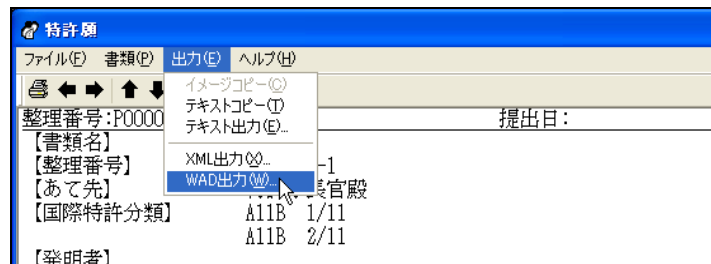 特許願
ファイル(F) 書類(P) 出力(E) ヘルプ(H)
イメージコピー(C)
テキストコピー(T)
テキスト出力(E)...
XML出力(X)...
WAD出力(W)...
整理番号:P0000 提出日:
【書類名】
【整理番号】 -1
【あて先】 長官殿
【国際特許分類】 A11B 1/11
A11B 2/11
【発明者】